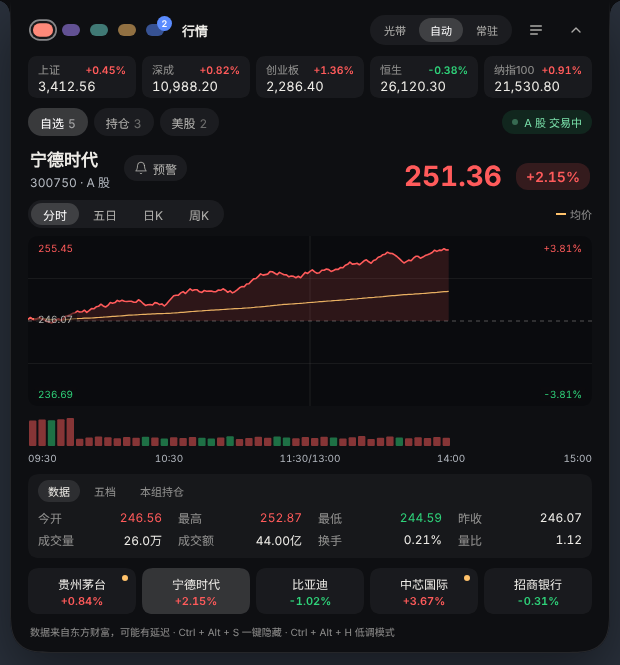 2 行情 光带 自动 常驻
上证 +0.45% 深成 +0.82% 创业板 +1.36% 恒生 -0.38% 纳指100 +0.91%
3,412.56 10,988.20 2,286.40 26,120.30 21,530.80
自选 5 持仓 3 美股 2 A 股 交易中
宁德时代 预警 251.36 +2.15%
300750 · A 股
分时 五日 日K 周K 均价
255.45 +3.81%
246.07
236.69 -3.81%
09:30 10:30 11:30/13:00 14:00 15:00
数据 五档 本组持仓
今开 246.56 最高 252.87 最低 244.59 昨收 246.07
成交量 26.0万 成交额 44.00亿 换手 0.21% 量比 1.12
贵州茅台 宁德时代 比亚迪 中芯国际 招商银行
+0.84% +2.15% -1.02% +3.67% -0.31%
数据来自东方财富，可能有延迟 · Ctrl + Alt + S 一键隐藏 · Ctrl + Alt + H 低调模式